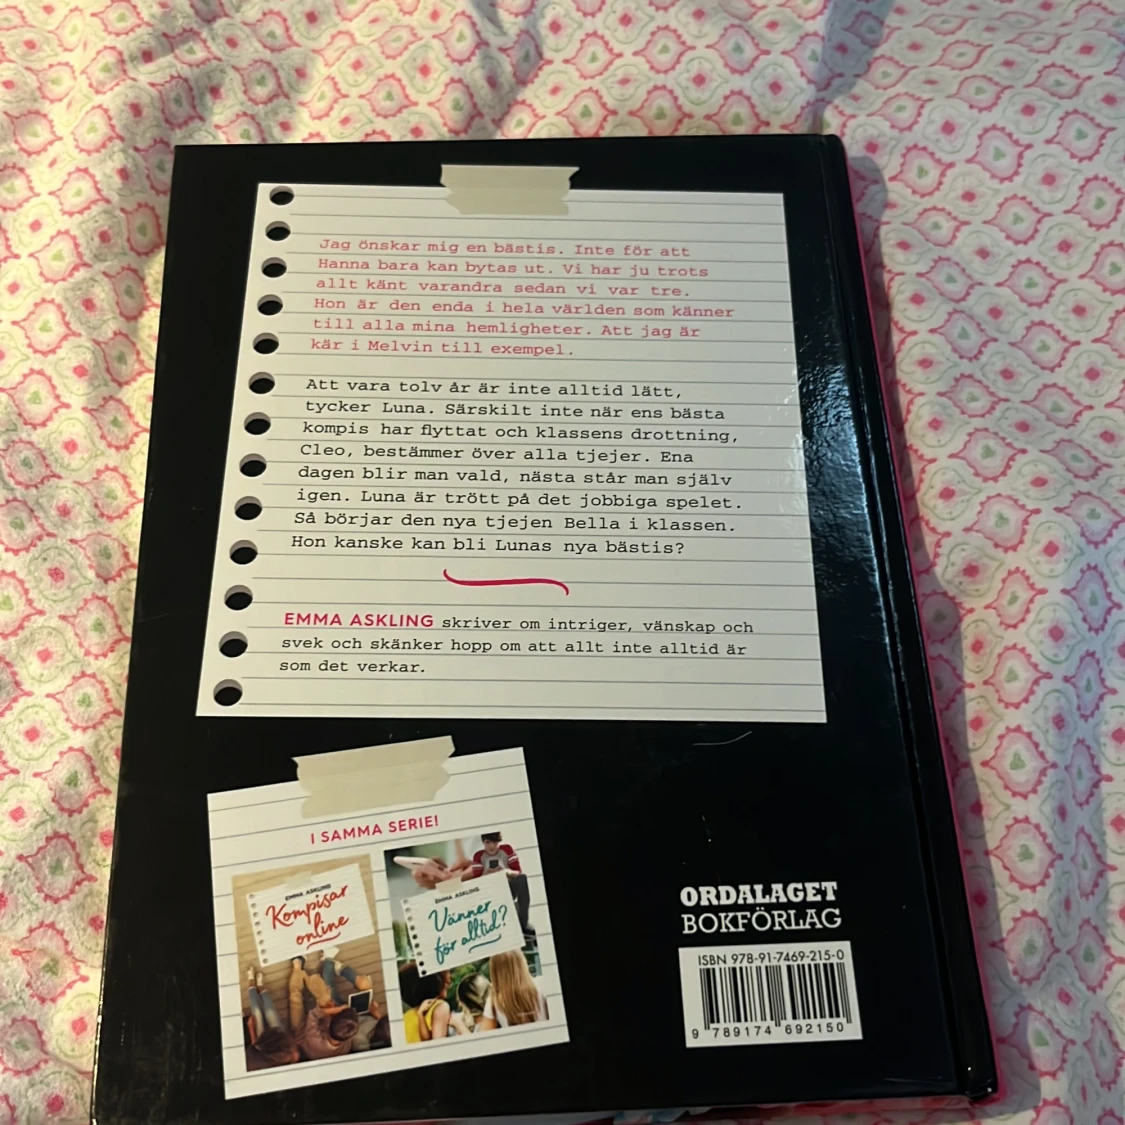 Jag önskar mig en bästis. Inte för att
Hanna bara kan bytas ut. Vi har ju trots
allt känt varandra sedan vi var tre.
Hon är den enda i hela världen som känner
till alla mina hemligheter. Att jag är
kär i Melvin till exempel.
Att vara tolv år är inte alltid lätt,
tycker Luna. Särskilt inte när ens bästa
kompis har flyttat och klassens drottning,
Cleo, bestämmer över alla tjejer. Ena
dagen blir man vald, nästa står man själv
igen. Luna är trött på det jobbiga spelet.
Så börjar den nya tjejen Bella i klassen.
Hon kanske kan bli Lunas nya bästis?
EMMA ASKLING skriver om intriger, vänskap och
svek och skänker hopp om att allt inte alltid är
som det verkar.
I SAMMA SERIE!
EMMA ASKLING
Kompisar
online
EMMA ASKLING
Vänner
för alltid?
ORDALAGET
BOKFÖRLAG
ISBN 978-91-7469-215-0
9 789174 692150